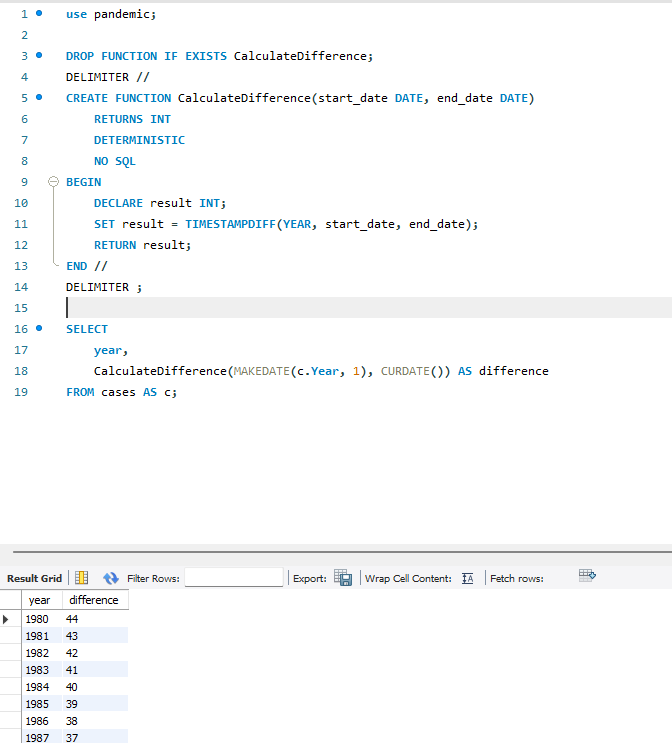 1 use pandemic;
2
3 DROP FUNCTION IF EXISTS CalculateDifference;
4 DELIMITER //
5 CREATE FUNCTION CalculateDifference(start_date DATE, end_date DATE)
6 RETURNS INT
7 DETERMINISTIC
8 NO SQL
9 BEGIN
10 DECLARE result INT;
11 SET result = TIMESTAMPDIFF(YEAR, start_date, end_date);
12 RETURN result;
13 END //
14 DELIMITER ;
15
16 SELECT
17 year,
18 CalculateDifference(MAKEDATE(c.Year, 1), CURDATE()) AS difference
19 FROM cases AS c;
Result Grid Filter Rows: Export: Wrap Cell Content: IA Fetch rows:
year difference
1980 44
1981 43
1982 42
1983 41
1984 40
1985 39
1986 38
1987 37